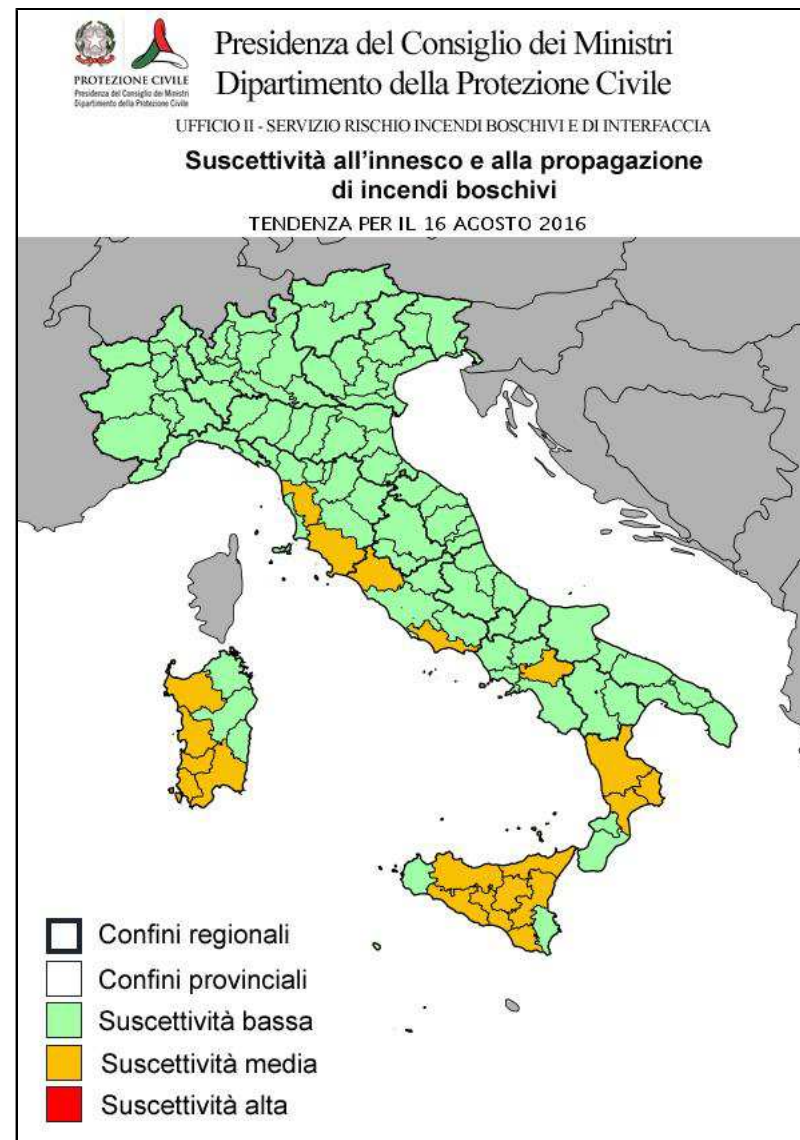 PROTEZIONE CIVILE
Presidenza del Consiglio dei Ministri
Dipartimento della Protezione Civile
Presidenza del Consiglio dei Ministri
Dipartimento della Protezione Civile
UFFICIO II - SERVIZIO RISCHIO INCENDI BOSCHIVI E DI INTERFACCIA
Suscettività all'innesco e alla propagazione
di incendi boschivi
TENDENZA PER IL 16 AGOSTO 2016
Confini regionali
Confini provinciali
Suscettività bassa
Suscettività media
Suscettività alta